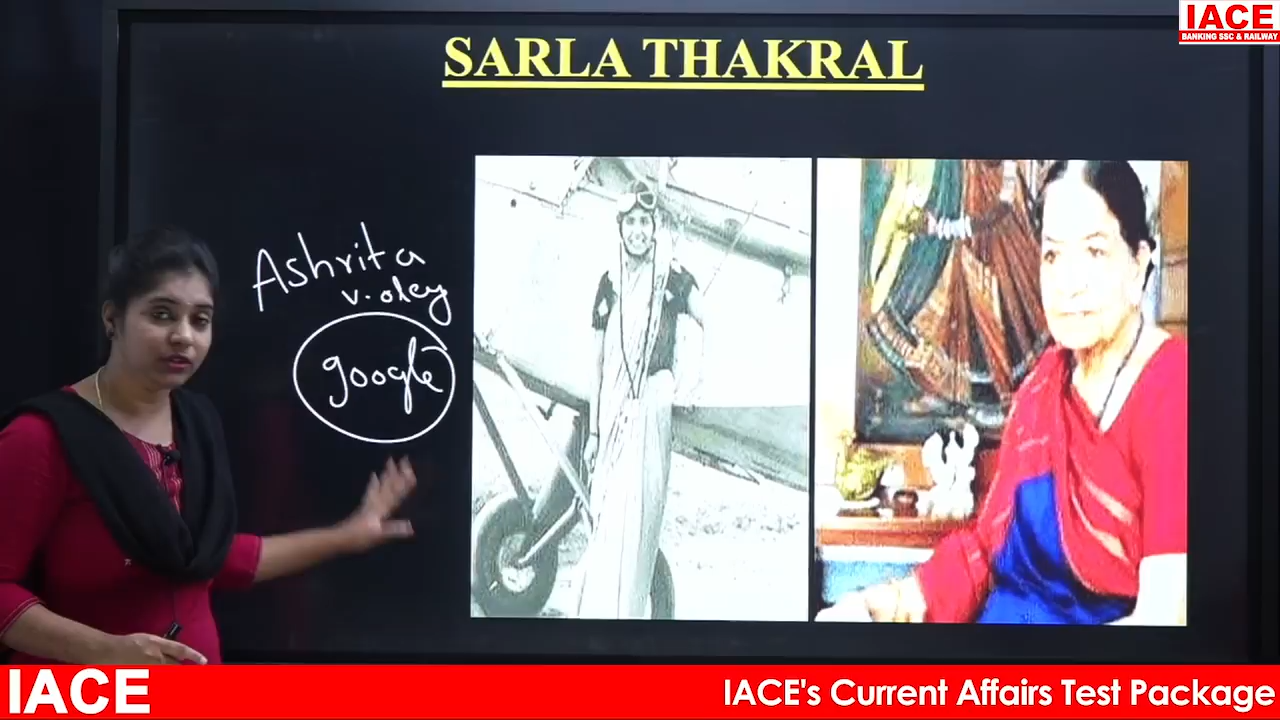 IACE
BANKING SSC & RAILWAY
SARLA THAKRAL
Ashrita
V. oley
google
IACE
IACE's Current Affairs Test Package